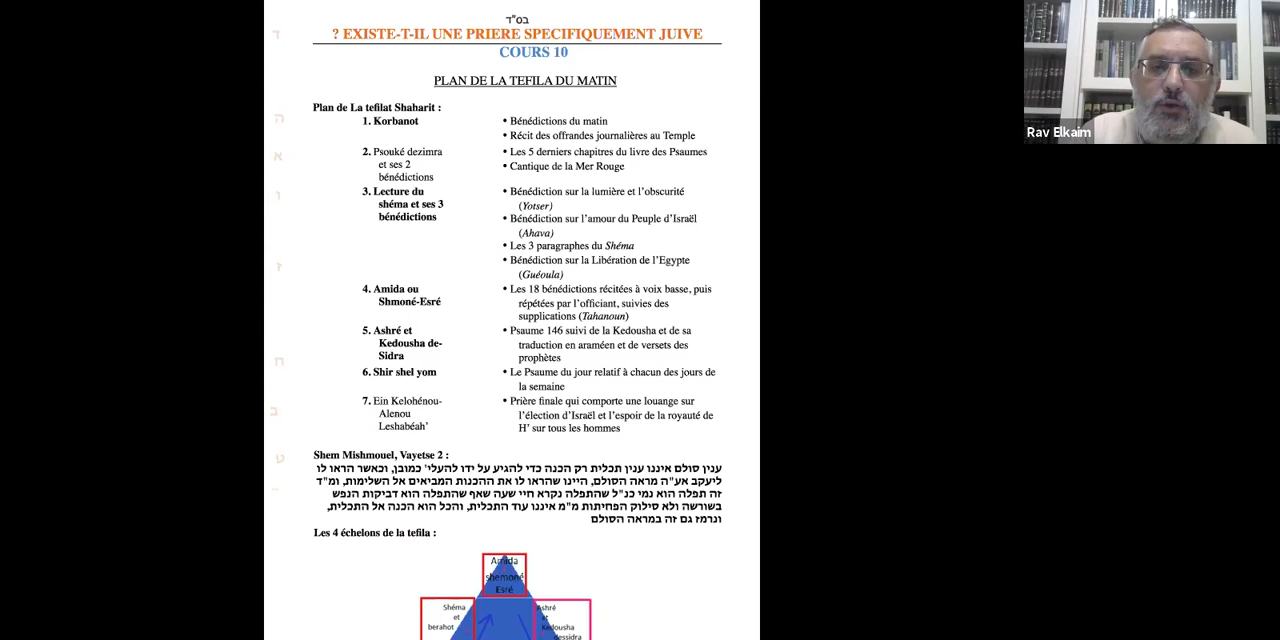 בס"ד
? EXISTE-T-IL UNE PRIERE SPECIFIQUEMENT JUIVE
COURS 10
PLAN DE LA TEFILA DU MATIN
Plan de La tefilat Shaharit :
1. Korbanot
• Bénédictions du matin
• Récit des offrandes journalières au Temple
2. Psouké dezimra
et ses 2
bénédictions
• Les 5 derniers chapitres du livre des Psaumes
• Cantique de la Mer Rouge
3. Lecture du
shéma et ses 3
bénédictions
• Bénédiction sur la lumière et l'obscurité
(Yotser)
• Bénédiction sur l'amour du Peuple d'Israël
(Ahava)
• Les 3 paragraphes du Shéma
• Bénédiction sur la Libération de l'Egypte
(Guéoula)
4. Amida ou
Shmoné-Esré
• Les 18 bénédictions récitées à voix basse, puis
répétées par l'officiant, suivies des
supplications (Tahanoun)
5. Ashré et
Kedousha de-
Sidra
• Psaume 146 suivi de la Kedousha et de sa
traduction en araméen et de versets des
prophètes
6. Shir shel yom
• Le Psaume du jour relatif à chacun des jours de
la semaine
7. Ein Kelohénou-
Alenou
Leshabéah'
• Prière finale qui comporte une louange sur
l'élection d'Israël et l'espoir de la royauté de
H' sur tous les hommes
Shem Mishmouel, Vayetse 2 :
ענין סולם איננו ענין תכלית רק הכנה כדי להגיע על ידו להעלי' כמובן, וכאשר הראו לו
ליעקב אע"ה מראה הסולם, היינו שהראו לו את ההכנות המביאים אל השלימות, ומ"ד
זה תפלה הוא נמי כנ"ל שהתפלה נקרא חיי שעה שאף שהתפלה הוא דביקות הנפש
בשורשה ולא סילוק הפחיתות מ"מ איננו עוד התכלית, והכל הוא הכנה אל התכלית,
ונרמז גם זה במראה הסולם
Les 4 échelons de la tefila :
Amida
shemoné
Esré
Shéma
et
berahot
Ashré
et
Kedousha
dessidra
Rav Elkaim
ד
ה
א
ו
ז
ח
ב
ט